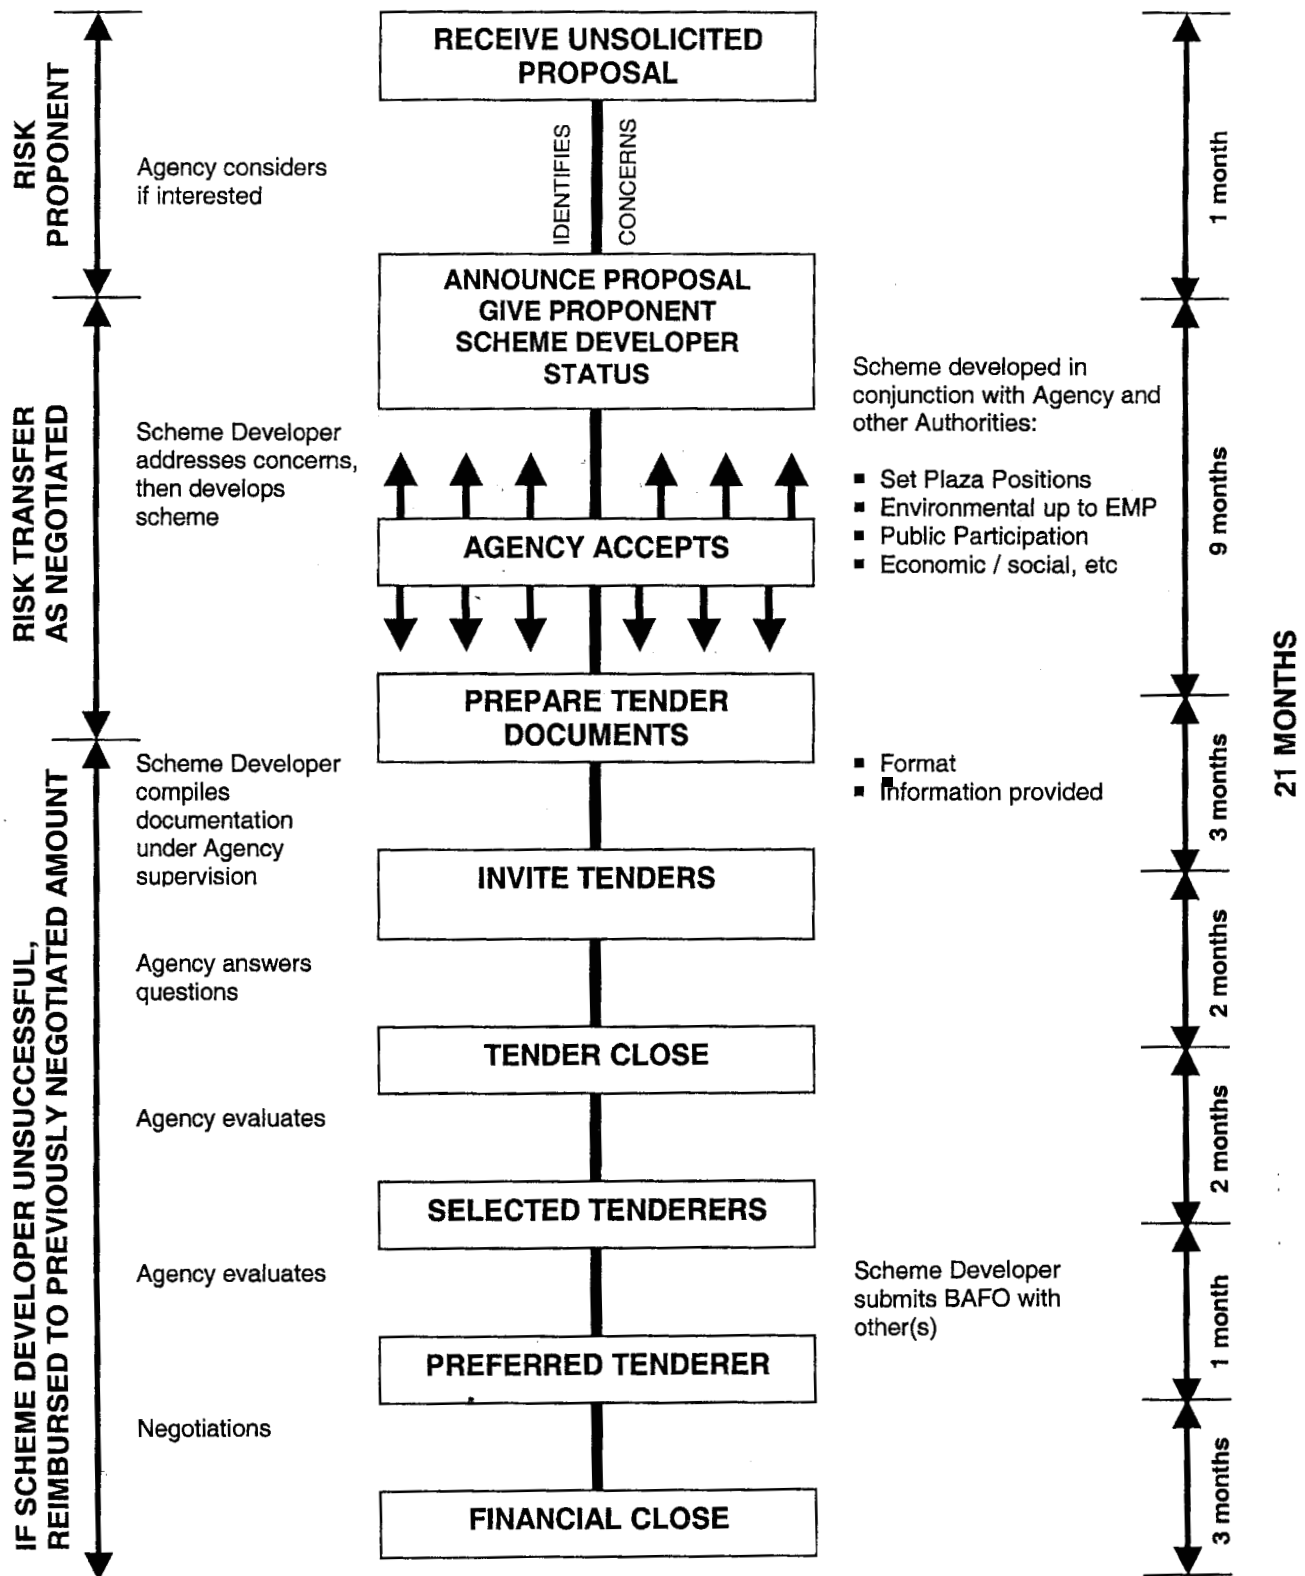 RECEIVE UNSOLICITED
PROPOSAL
RISK
PROPONENT
Agency considers
if interested
IDENTIFIES
CONCERNS
1 month
ANNOUNCE PROPOSAL
GIVE PROPONENT
SCHEME DEVELOPER
STATUS
RISK TRANSFER
AS NEGOTIATED
Scheme Developer
addresses concerns,
then develops
scheme
Scheme developed in
conjunction with Agency and
other Authorities:
▪ Set Plaza Positions
▪ Environmental up to EMP
▪ Public Participation
▪ Economic / social, etc
9 months
AGENCY ACCEPTS
PREPARE TENDER
DOCUMENTS
21 MONTHS
IF SCHEME DEVELOPER UNSUCCESSFUL,
REIMBURSED TO PREVIOUSLY NEGOTIATED AMOUNT
Scheme Developer
compiles
documentation
under Agency
supervision
▪ Format
▪ Information provided
3 months
INVITE TENDERS
Agency answers
questions
2 months
TENDER CLOSE
Agency evaluates
2 months
SELECTED TENDERERS
Agency evaluates
Scheme Developer
submits BAFO with
other(s)
1 month
PREFERRED TENDERER
Negotiations
3 months
FINANCIAL CLOSE